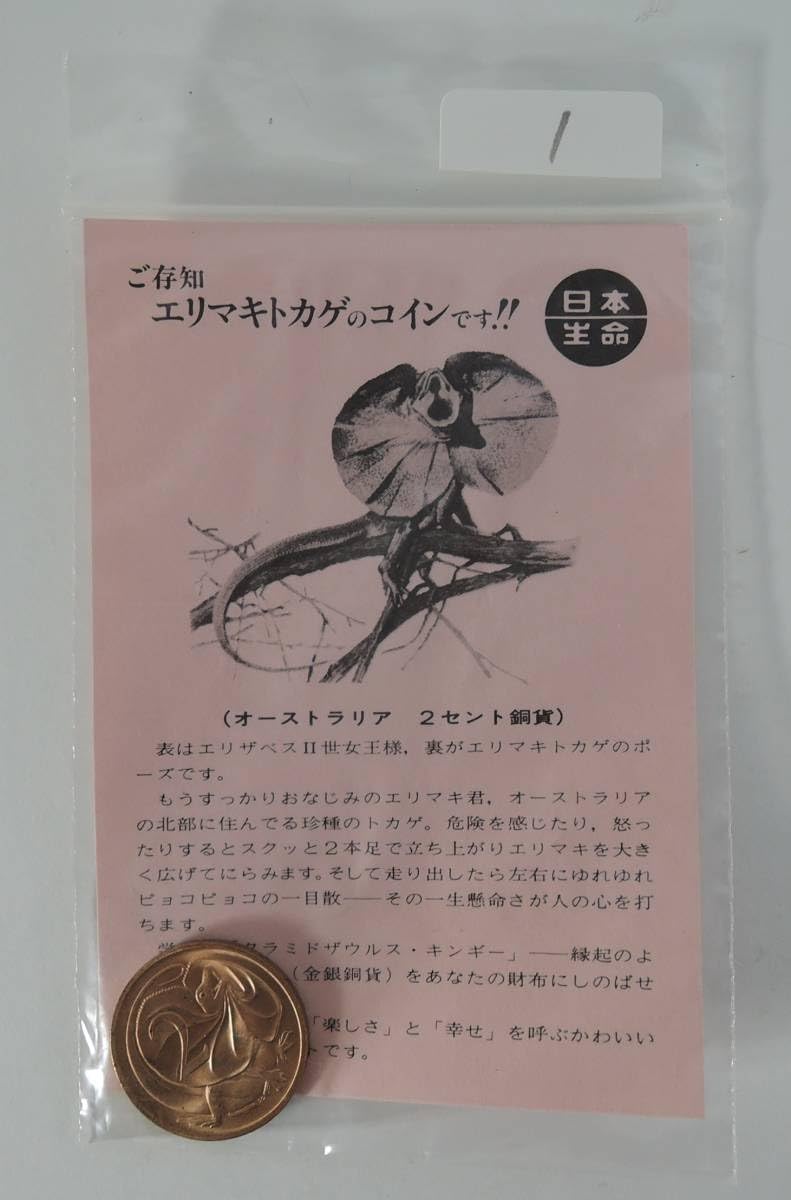 1
ご存知
エリマキトカゲのコインです!!
日本
生命
(オーストラリア 2セント銅貨)
表はエリザベスII世女王様,裏がエリマキトカゲのポ
ーズです。
もうすっかりおなじみのエリマキ君,オーストラリア
の北部に住んでる珍種のトカゲ。危険を感じたり,怒っ
たりするとスクッと2本足で立ち上がりエリマキを大き
く広げてにらみます。そして走り出したら左右にゆれゆれ
ピョコピョコの一目散──その一生懸命さが人の心を打
ちます。
ラミドザウルス・キンギー」──縁起のよ
(金銀銅貨)をあなたの財布にしのばせ
「楽しさ」と「幸せ」を呼ぶかわいい
トです。